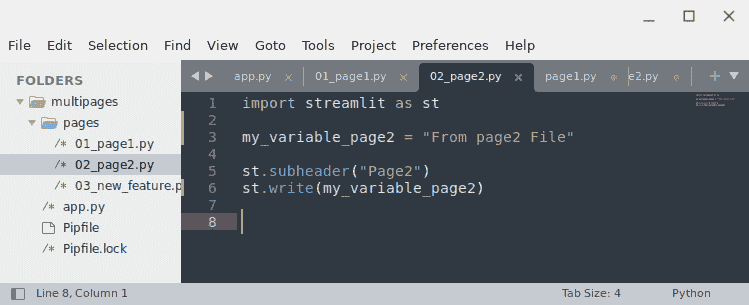 File Edit Selection Find View Goto Tools Project Preferences Help
FOLDERS
multipages
pages
/* 01_page1.py
/* 02_page2.py
/* 03_new_feature.p
/* app.py
Pipfile
/* Pipfile.lock
app.py × 01_page1.py × 02_page2.py × page1.py e2.py + 
1 import streamlit as st
2
3 my_variable_page2 = "From page2 File"
4
5 st.subheader("Page2")
6 st.write(my_variable_page2)
7
8
Line 8, Column 1 Tab Size: 4 Python